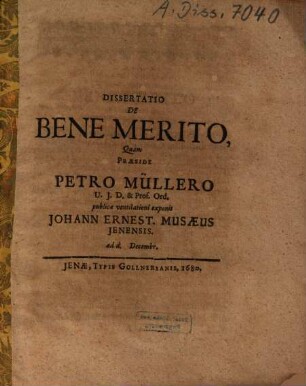 A. Diss. 7040
DISSERTATIO
DE
BENE MERITO,
Quam
PRÆSIDE
PETRO MÜLLERO
U. J. D. & Prof. Ord.
publicæ ventilationi exponit
JOHANN ERNEST. MUSÆUS
JENENSIS.
ad d. Decembr.
JENÆ, TYPIS GOLLNERIANIS, 1680.